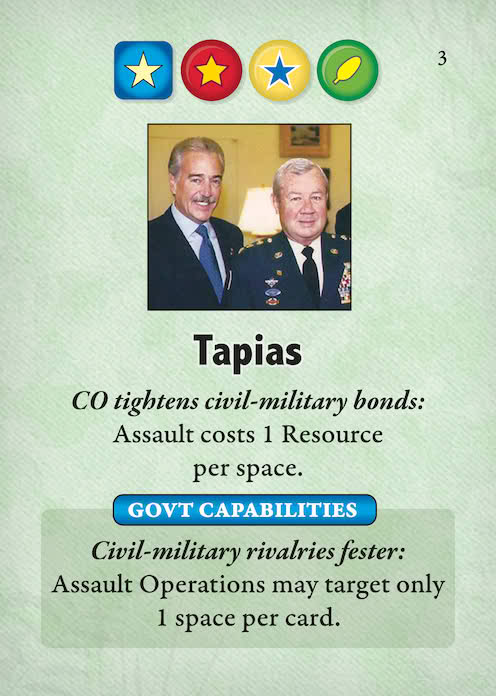 3
Tapias
CO tightens civil-military bonds:
Assault costs 1 Resource
per space.
GOVT CAPABILITIES
Civil-military rivalries fester:
Assault Operations may target only
1 space per card.